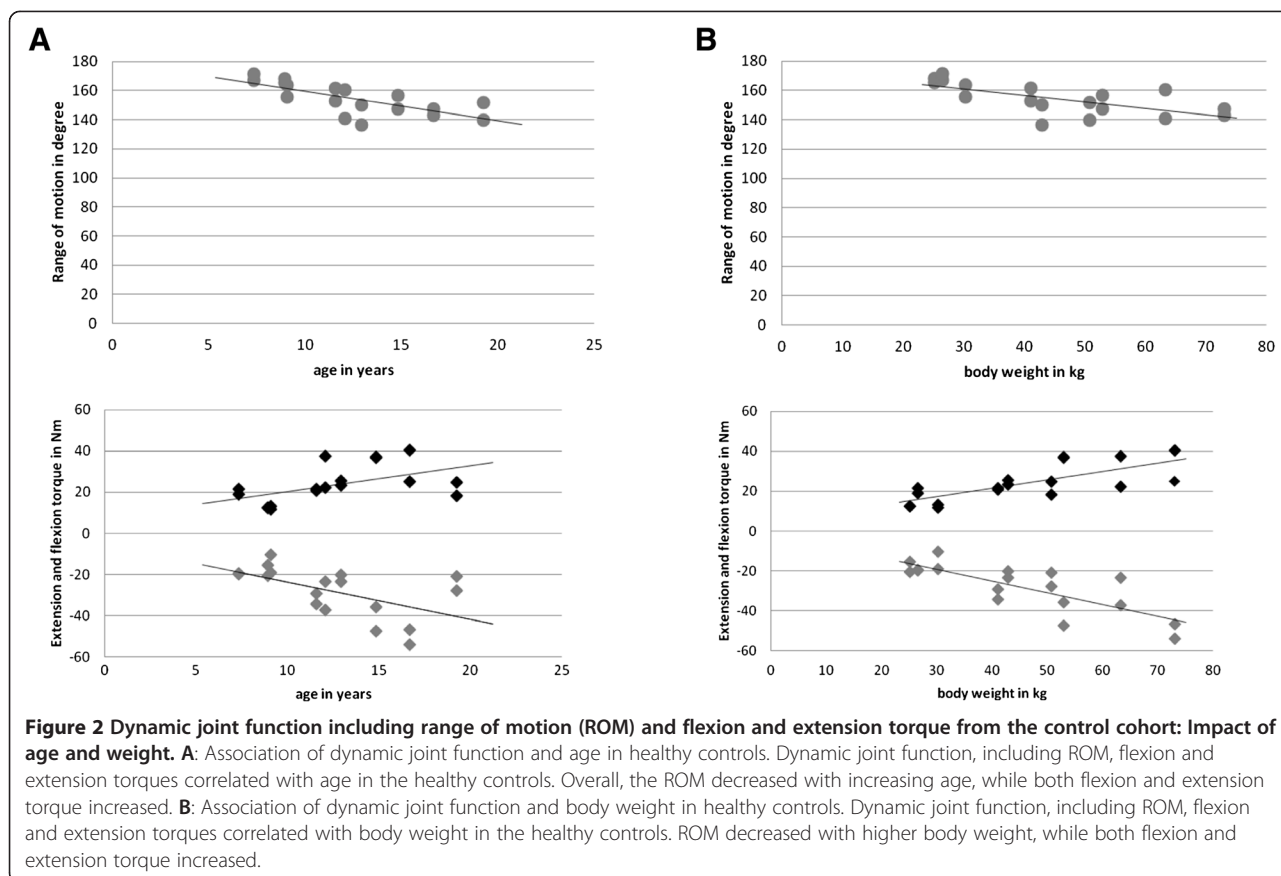 A
B
180
160
140
120
100
80
60
40
20
0
Range of motion in degree
0 5 10 15 20 25
age in years
180
160
140
120
100
80
60
40
20
0
Range of motion in degree
0 10 20 30 40 50 60 70 80
body weight in kg
60
40
20
0
-20
-40
-60
Extension and flexion torque in Nm
0 5 10 15 20 25
age in years
60
40
20
0
-20
-40
-60
Extension and flexion torque in Nm
0 10 20 30 40 50 60 70 80
body weight in kg
Figure 2 Dynamic joint function including range of motion (ROM) and flexion and extension torque from the control cohort: Impact of
age and weight. A: Association of dynamic joint function and age in healthy controls. Dynamic joint function, including ROM, flexion and
extension torques correlated with age in the healthy controls. Overall, the ROM decreased with increasing age, while both flexion and extension
torque increased. B: Association of dynamic joint function and body weight in healthy controls. Dynamic joint function, including ROM, flexion
and extension torques correlated with body weight in the healthy controls. ROM decreased with higher body weight, while both flexion and
extension torque increased.